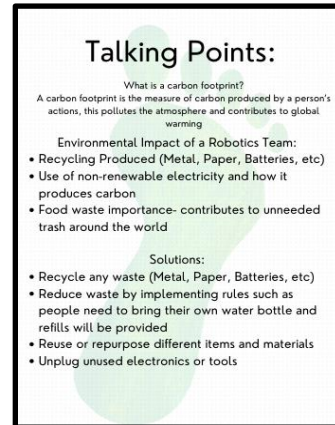 Talking Points:
What is a carbon footprint?
A carbon footprint is the measure of carbon produced by a person's
actions, this pollutes the atmosphere and contributes to global
warming
Environmental Impact of a Robotics Team:
• Recycling Produced (Metal, Paper, Batteries, etc)
• Use of non-renewable electricity and how it
produces carbon
• Food waste importance- contributes to unneeded
trash around the world
Solutions:
• Recycle any waste (Metal, Paper, Batteries, etc)
• Reduce waste by implementing rules such as
people need to bring their own water bottle and
refills will be provided
• Reuse or repurpose different items and materials
• Unplug unused electronics or tools